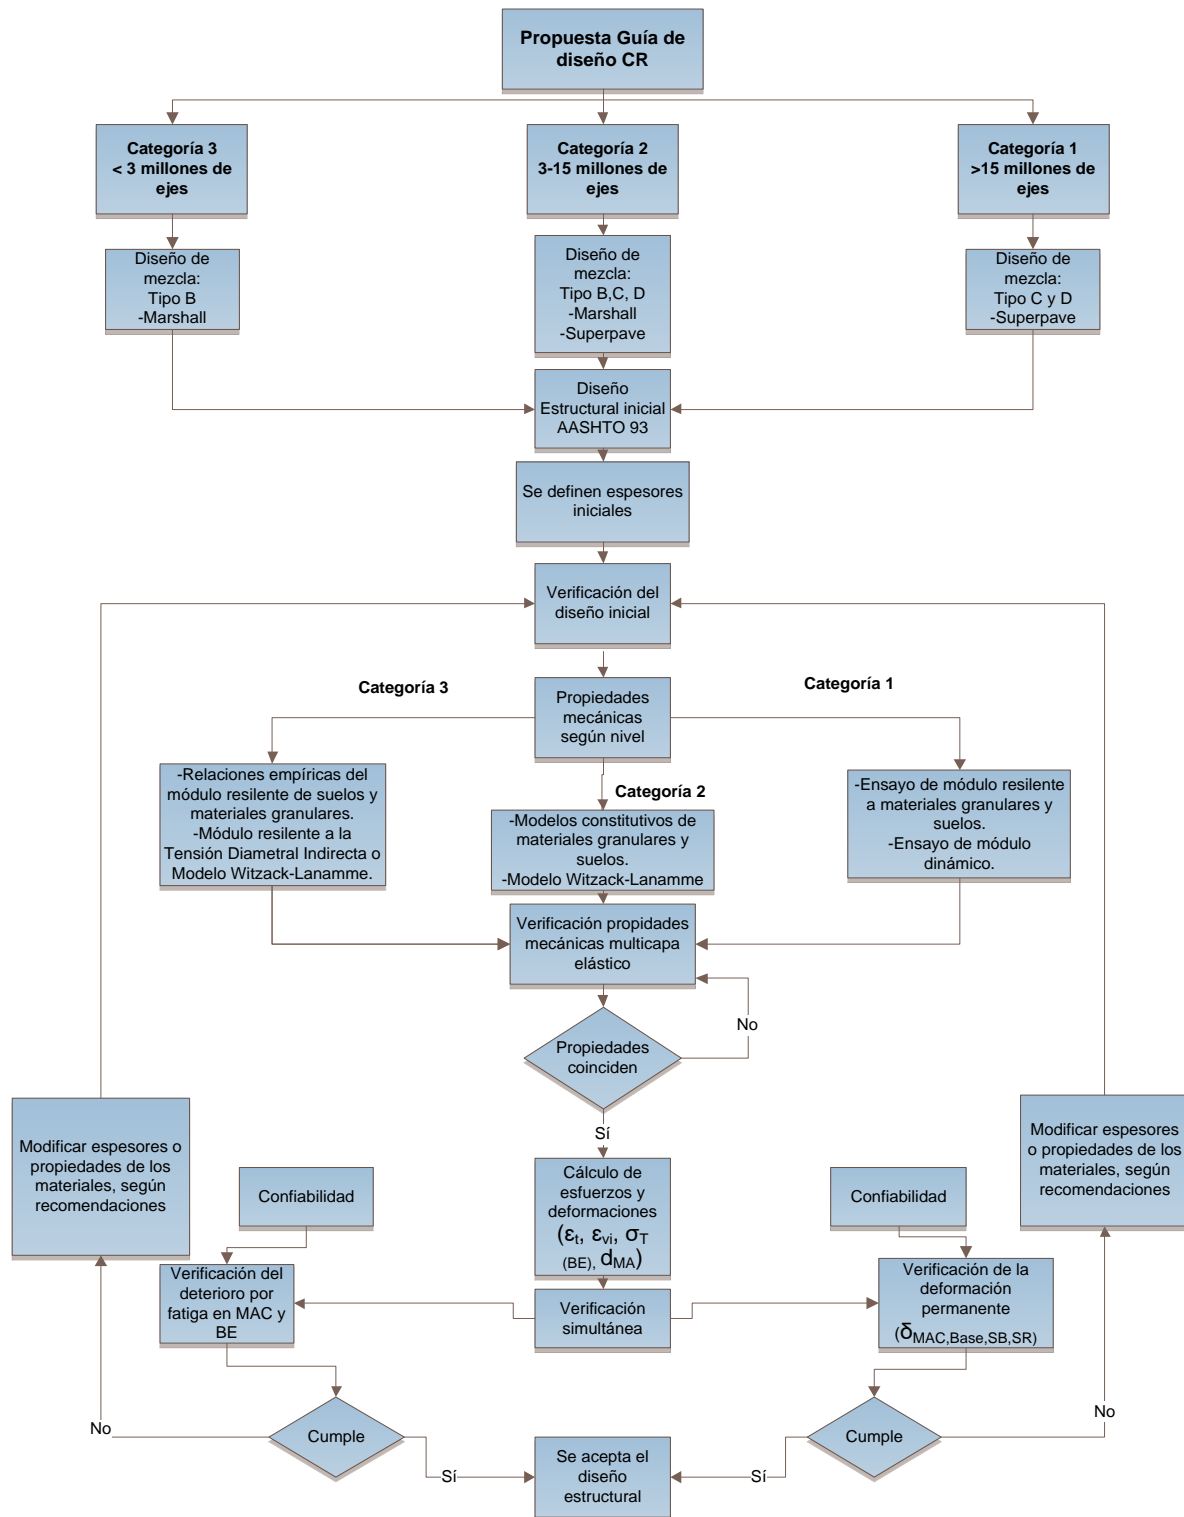 Propuesta Guía de
diseño CR
Categoría 3
< 3 millones de
ejes
Categoría 2
3-15 millones de
ejes
Categoría 1
>15 millones de
ejes
Diseño de
mezcla:
Tipo B
-Marshall
Diseño de
mezcla:
Tipo B,C, D
-Marshall
-Superpave
Diseño de
mezcla:
Tipo C y D
-Superpave
Diseño
Estructural inicial
AASHTO 93
Se definen espesores
iniciales
Verificación del
diseño inicial
Categoría 3
Propiedades
mecánicas
según nivel
Categoría 1
-Relaciones empíricas del
módulo resilente de suelos y
materiales granulares.
-Módulo resilente a la
Tensión Diametral Indirecta o
Modelo Witzack-Lanamme.
Categoría 2
-Modelos constitutivos de
materiales granulares y
suelos.
-Modelo Witzack-Lanamme
-Ensayo de módulo resilente
a materiales granulares y
suelos.
-Ensayo de módulo
dinámico.
Verificación propidades
mecánicas multicapa
elástico
No
Propiedades
coinciden
Sí
Modificar espesores o
propiedades de los
materiales, según
recomendaciones
Confiabilidad
Cálculo de
esfuerzos y
deformaciones
(εt, εvi, σT
(BE), dMA)
Confiabilidad
Modificar espesores
o propiedades de los
materiales, según
recomendaciones
Verificación del
deterioro por
fatiga en MAC y
BE
Verificación
simultánea
Verificación de la
deformación
permanente
(δMAC,Base,SB,SR)
No
Cumple
Sí
Se acepta el
diseño
estructural
Sí
Cumple
No